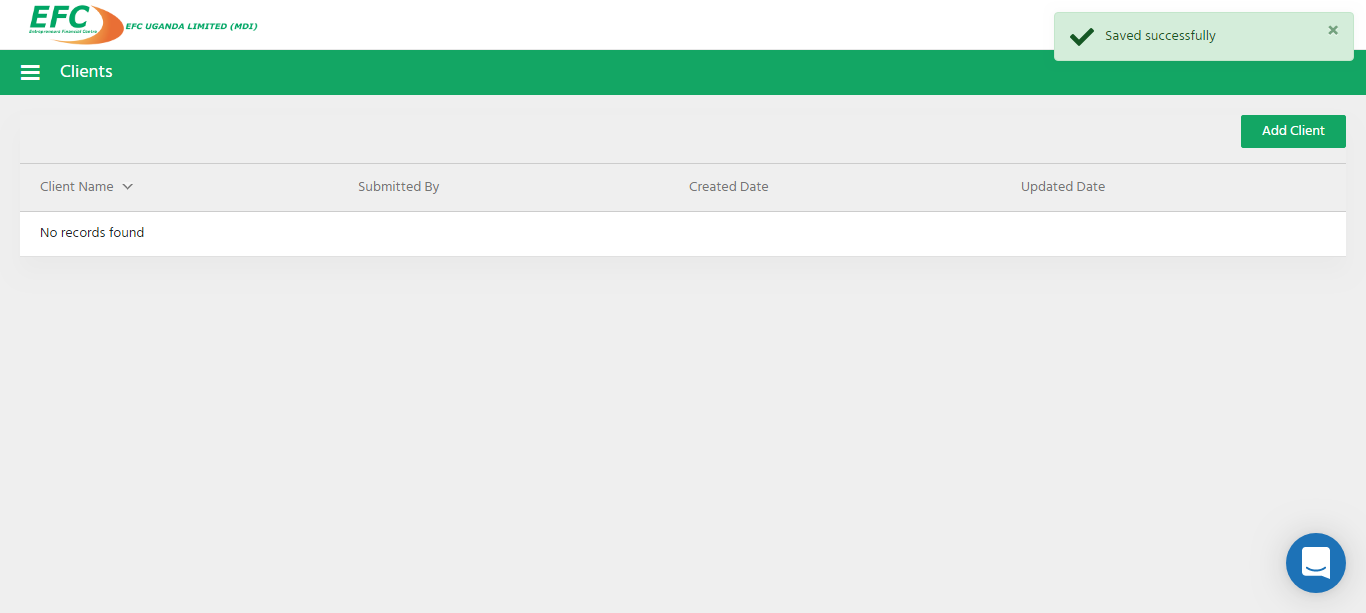 EFC
Entrepreneurs Financial Centre
EFC UGANDA LIMITED (MDI)
Saved successfully
×
Clients
Add Client
Client Name Submitted By Created Date Updated Date
No records found